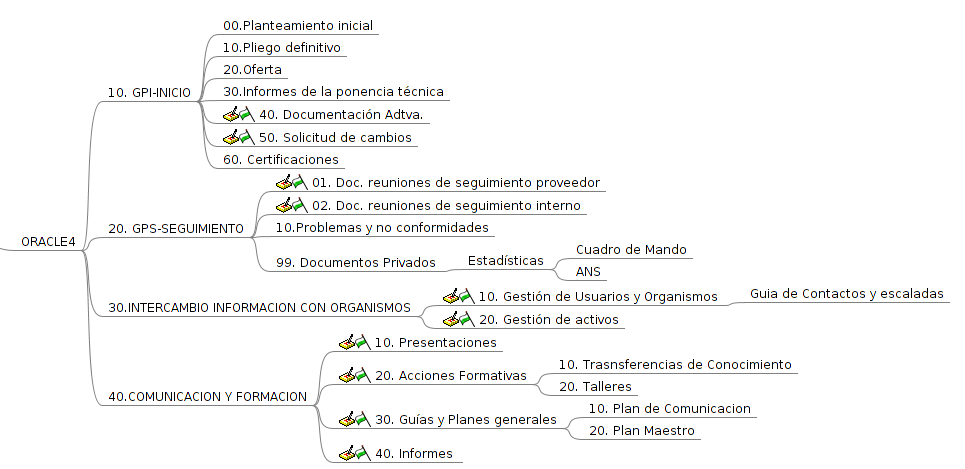 ORACLE4
10. GPI-INICIO
00.Planteamiento inicial
10.Pliego definitivo
20.Oferta
30.Informes de la ponencia técnica
40. Documentación Adtva.
50. Solicitud de cambios
60. Certificaciones
20. GPS-SEGUIMIENTO
01. Doc. reuniones de seguimiento proveedor
02. Doc. reuniones de seguimiento interno
10.Problemas y no conformidades
99. Documentos Privados
Estadísticas
Cuadro de Mando
ANS
30.INTERCAMBIO INFORMACION CON ORGANISMOS
10. Gestión de Usuarios y Organismos
Guia de Contactos y escaladas
20. Gestión de activos
40.COMUNICACION Y FORMACION
10. Presentaciones
20. Acciones Formativas
10. Trasnsferencias de Conocimiento
20. Talleres
30. Guías y Planes generales
10. Plan de Comunicacion
20. Plan Maestro
40. Informes